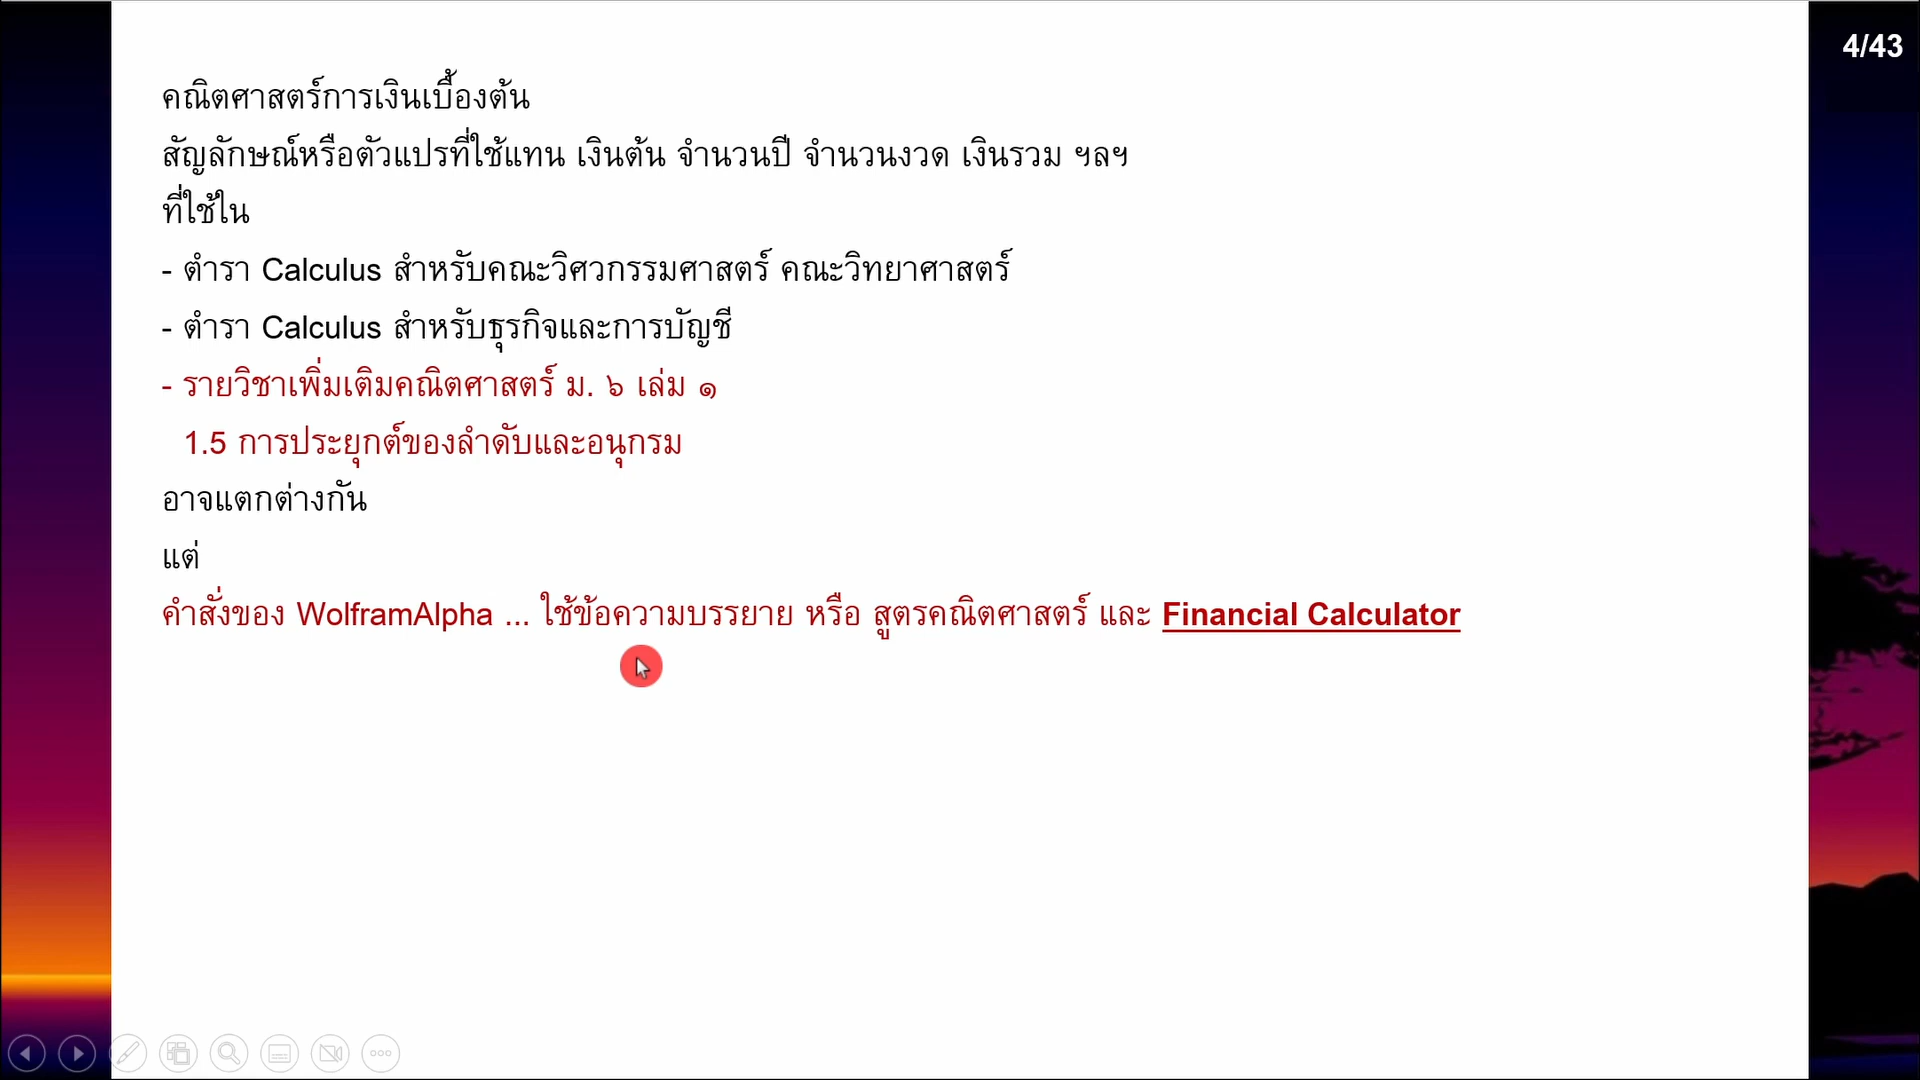 4/43
คณิตศาสตร์การเงินเบื้องต้น
สัญลักษณ์หรือตัวแปรที่ใช้แทน เงินต้น จำนวนปี จำนวนงวด เงินรวม ฯลฯ
ที่ใช้ใน
- ตำรา Calculus สำหรับคณะวิศวกรรมศาสตร์ คณะวิทยาศาสตร์
- ตำรา Calculus สำหรับธุรกิจและการบัญชี
- รายวิชาเพิ่มเติมคณิตศาสตร์ ม. ๖ เล่ม ๑
1.5 การประยุกต์ของลำดับและอนุกรม
อาจแตกต่างกัน
แต่
คำสั่งของ WolframAlpha ... ใช้ข้อความบรรยาย หรือ สูตรคณิตศาสตร์ และ Financial Calculator